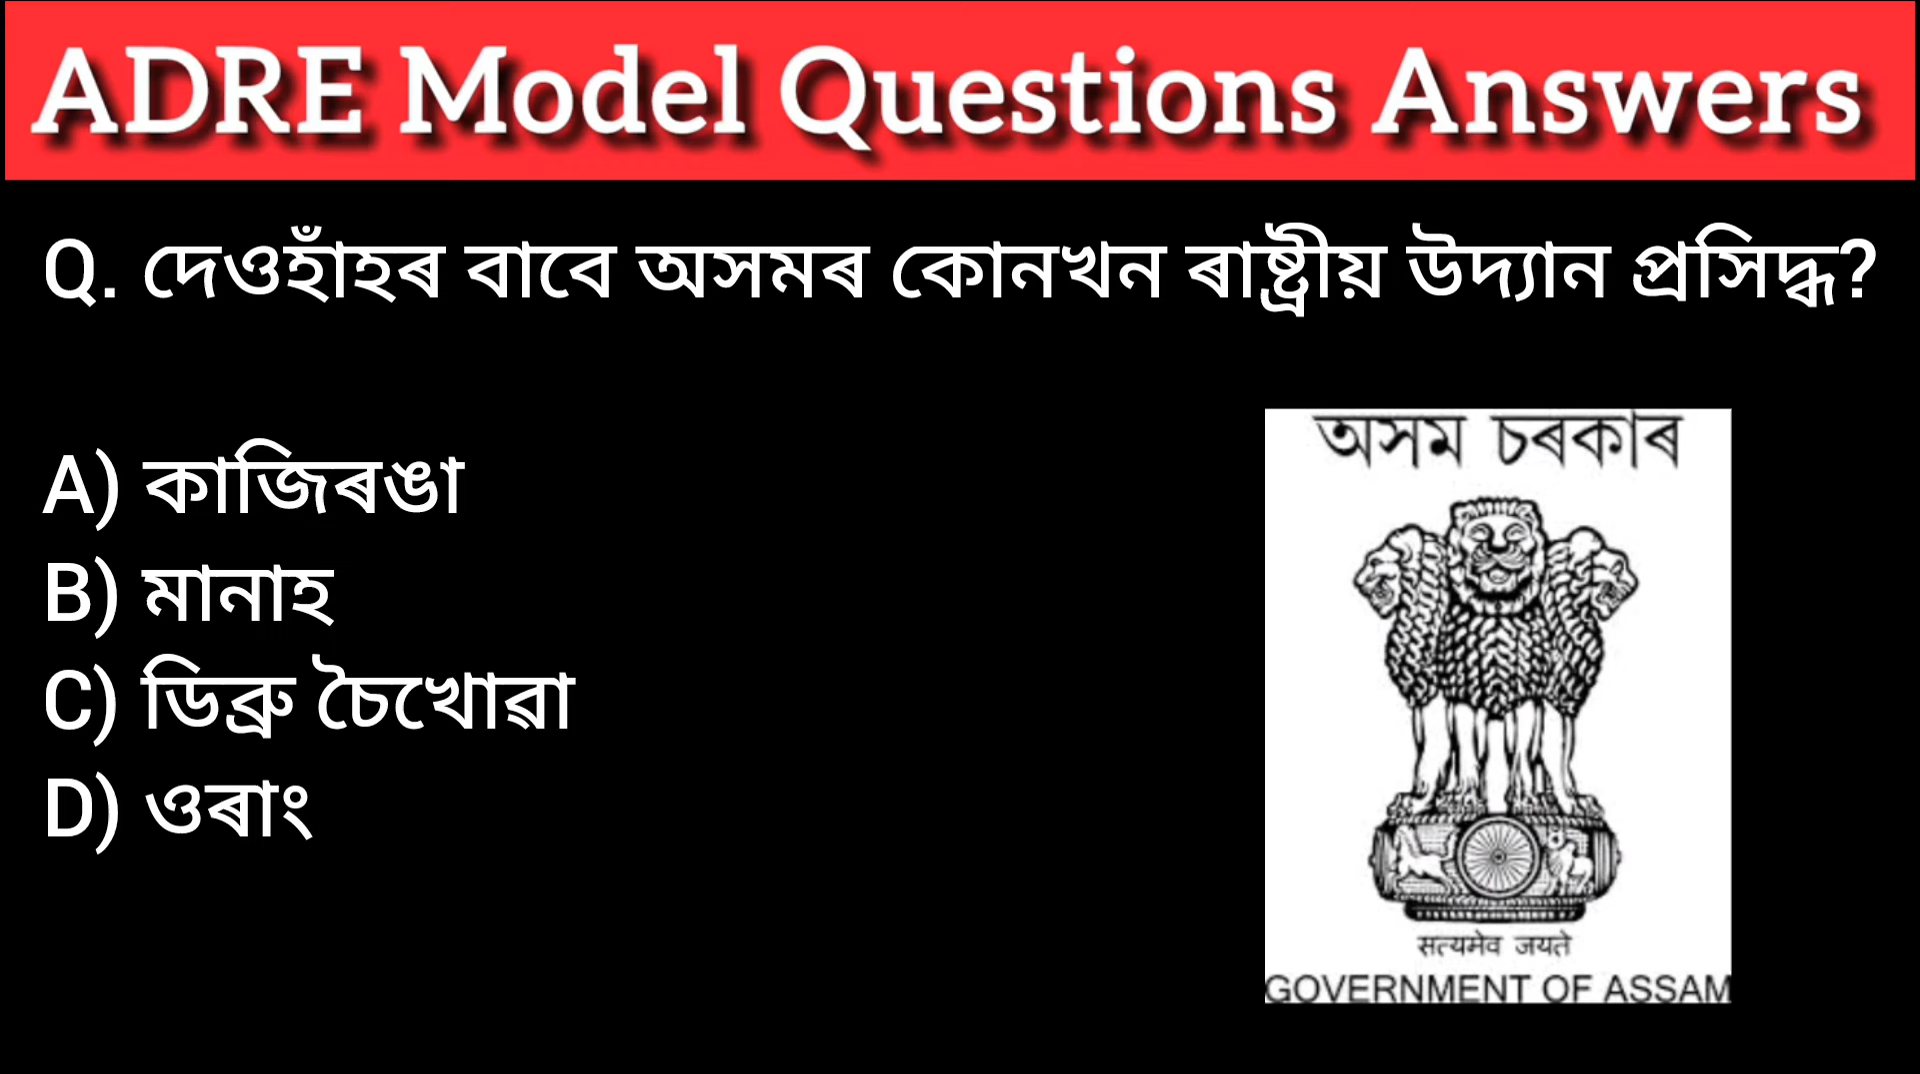 ADRE Model Questions Answers
Q. দেওহাঁহৰ বাবে অসমৰ কোনখন ৰাষ্ট্ৰীয় উদ্যান প্ৰসিদ্ধ?
A) কাজিৰঙা
B) মানাহ
C) ডিব্ৰু চৈখোৱা
D) ওৰাং
অসম চৰকাৰ
सत्यमेव जयते
GOVERNMENT OF ASSAM